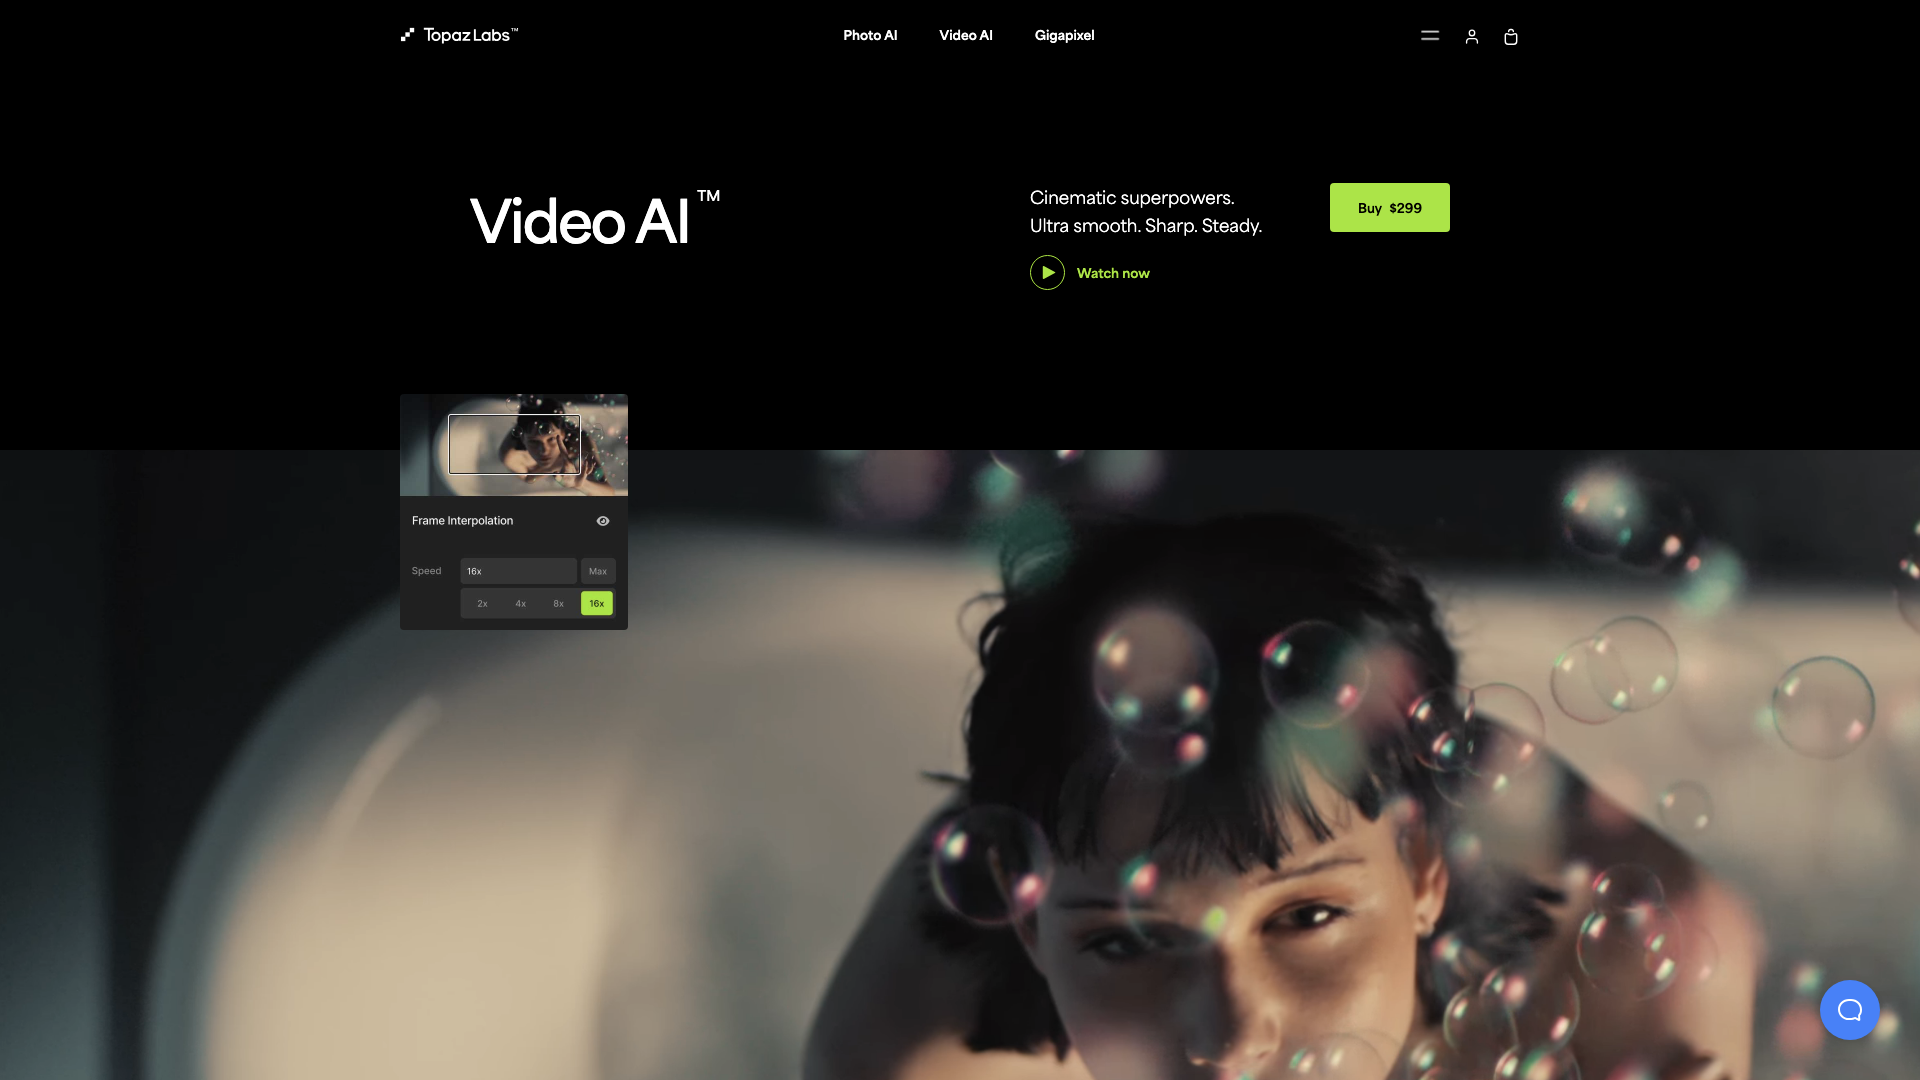 Topaz Labs™
Photo AI
Video AI
Gigapixel
Video AI™
Cinematic superpowers.
Ultra smooth. Sharp. Steady.
Buy $299
Watch now
Frame Interpolation
Speed
16x
Max
2x
4x
8x
16x